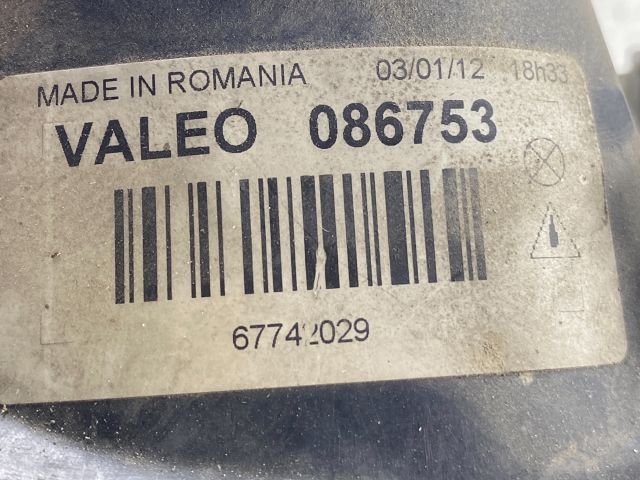 MADE IN ROMANIA 03/01/12 18h33
VALEO 086753
67742029